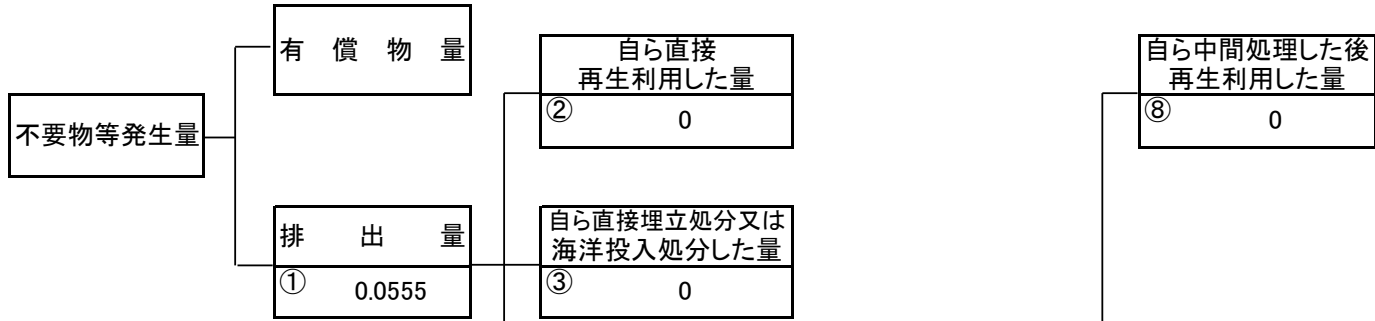 有 償 物 量
自ら直接
再生利用した量
② 0
自ら中間処理した後
再生利用した量
⑧ 0
不要物等発生量
排 出 量
① 0.0555
自ら直接埋立処分又は
海洋投入処分した量
③ 0